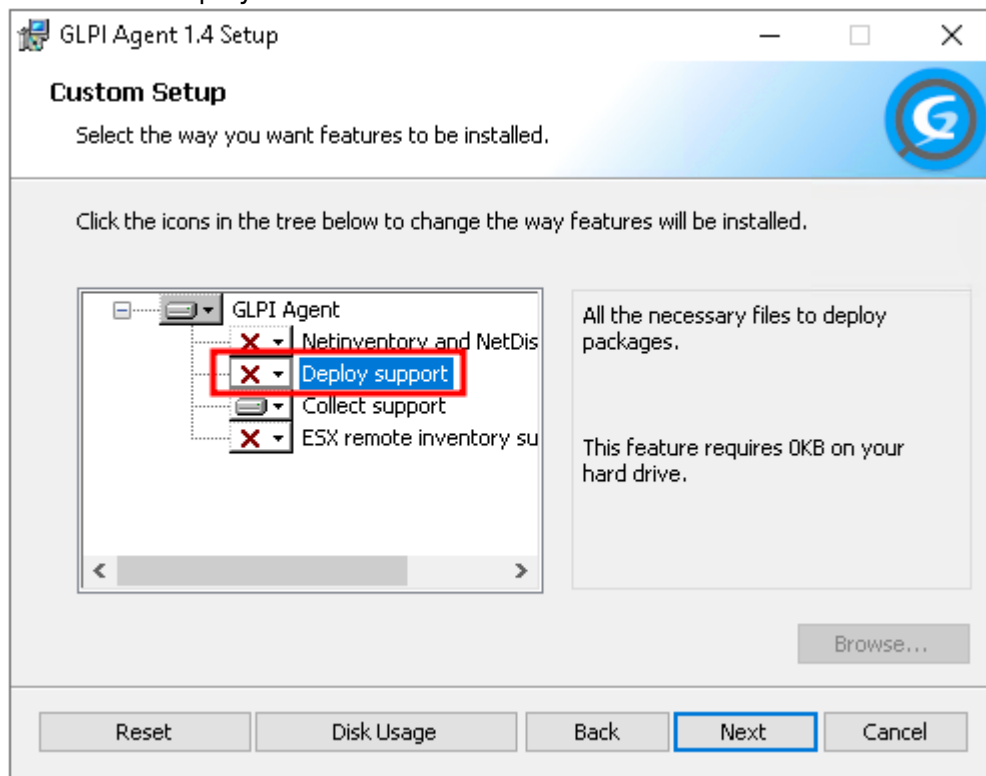 GLPI Agent 1.4 Setup
Custom Setup
Select the way you want features to be installed.
Click the icons in the tree below to change the way features will be installed.
GLPI Agent
Netinventory and NetDis
Deploy support
Collect support
ESX remote inventory su
All the necessary files to deploy
packages.
This feature requires 0KB on your
hard drive.
Browse...
Reset
Disk Usage
Back
Next
Cancel